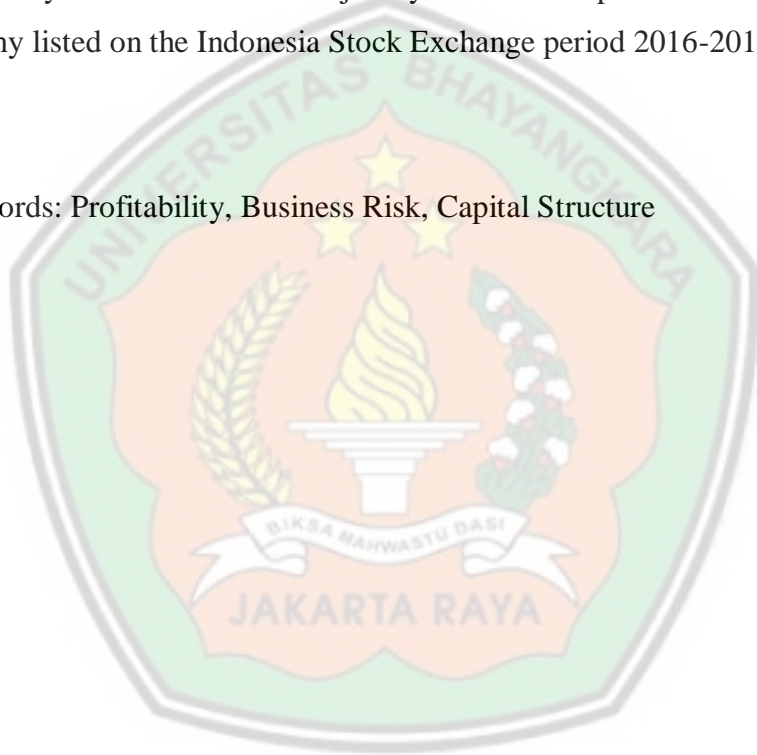 ny listed on the Indonesia Stock Exchange period 2016-201
UNIVERSITAS BHAYANGKARA
ords: Profitability, Business Risk, Capital Structure
BIKSA MAHWASTU DASI
JAKARTA RAYA